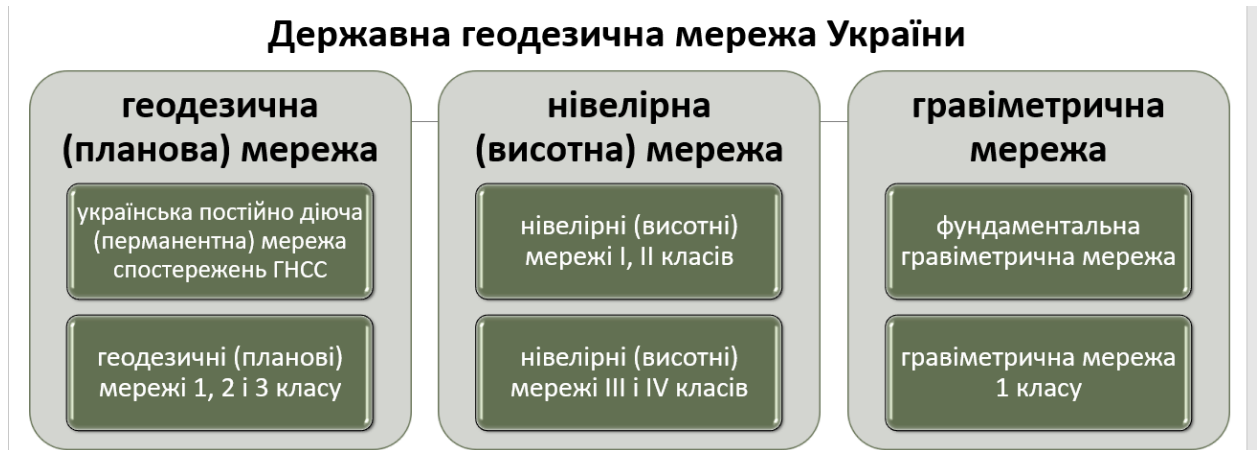 Державна геодезична мережа України
геодезична
(планова) мережа
українська постійно діюча
(перманентна) мережа
спостережень ГНСС
геодезичні (планові)
мережі 1, 2 і 3 класу
нівелірна
(висотна) мережа
нівелірні (висотні)
мережі I, II класів
нівелірні (висотні)
мережі III і IV класів
гравіметрична
мережа
фундаментальна
гравіметрична мережа
гравіметрична мережа
1 класу